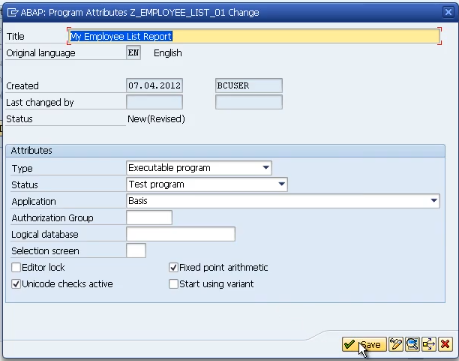 ABAP: Program Attributes Z_EMPLOYEE_LIST_01 Change
Title My Employee List Report
Original language EN English
Created 07.04.2012 BCUSER
Last changed by
Status New(Revised)
Attributes
Type Executable program
Status Test program
Application Basis
Authorization Group
Logical database
Selection screen
Editor lock Fixed point arithmetic
Unicode checks active Start using variant
Save